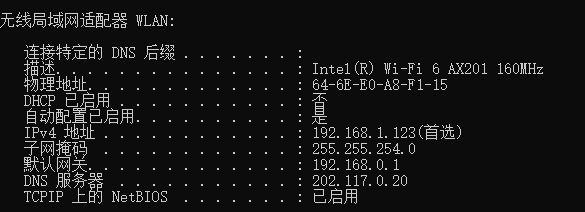 无线局域网适配器 WLAN:
连接特定的 DNS 后缀 . . . . . . . :
描述. . . . . . . . . . . . . . . : Intel(R) Wi-Fi 6 AX201 160MHz
物理地址. . . . . . . . . . . . . : 64-6E-E0-A8-F1-15
DHCP 已启用 . . . . . . . . . . . : 否
自动配置已启用. . . . . . . . . . : 是
IPv4 地址 . . . . . . . . . . . . : 192.168.1.123(首选)
子网掩码 . . . . . . . . . . . . : 255.255.254.0
默认网关. . . . . . . . . . . . . : 192.168.0.1
DNS 服务器 . . . . . . . . . . . : 202.117.0.20
TCPIP 上的 NetBIOS . . . . . . . : 已启用